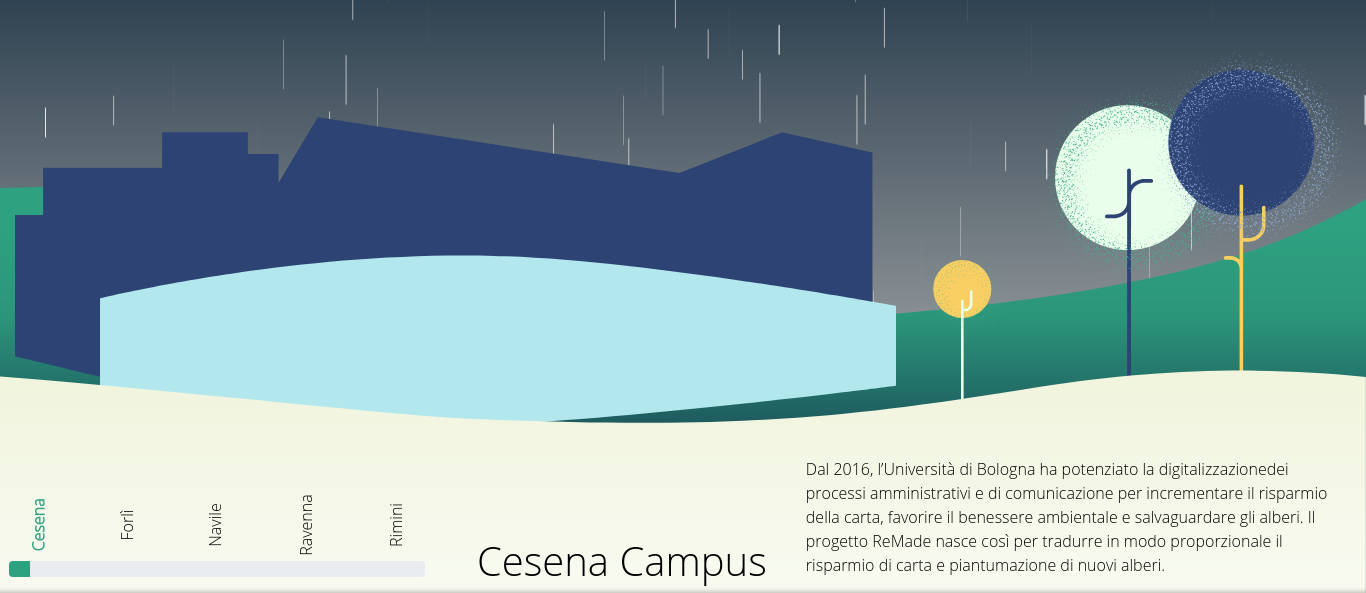 Cesena
Forlì
Navile
Ravenna
Rimini
Cesena Campus
Dal 2016, l’Università di Bologna ha potenziato la digitalizzazionedei
processi amministrativi e di comunicazione per incrementare il risparmio
della carta, favorire il benessere ambientale e salvaguardare gli alberi. Il
progetto ReMade nasce così per tradurre in modo proporzionale il
risparmio di carta e piantumazione di nuovi alberi.